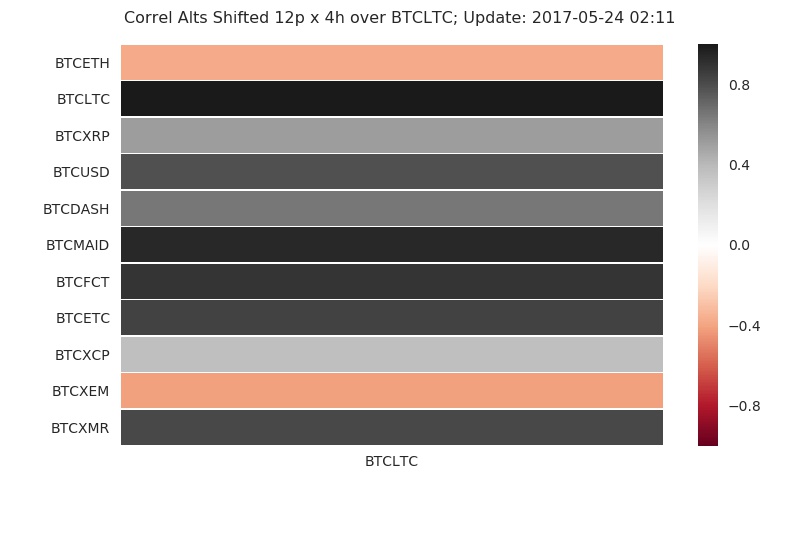 Correl Alts Shifted 12p x 4h over BTCLTC; Update: 2017-05-24 02:11
BTCETH
BTCLTC
BTCXRP
BTCUSD
BTCDASH
BTCMAID
BTCFCT
BTCETC
BTCXCP
BTCXEM
BTCXMR
BTCLTC
0.8
0.4
0.0
−0.4
−0.8